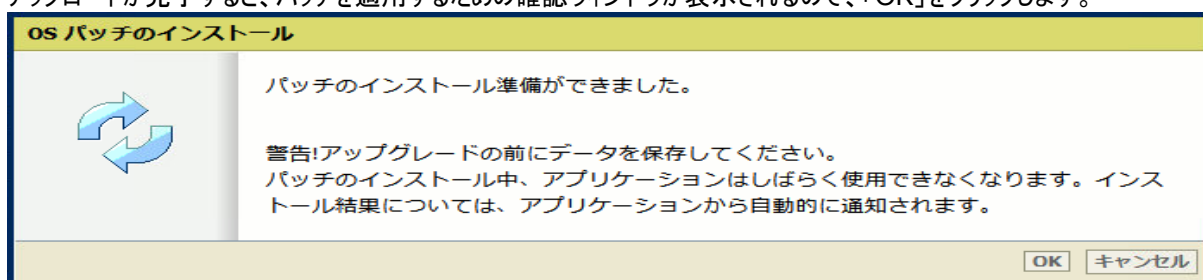 アップロードが完了すると、パッチを適用するための確認ウィンドウが表示されるので、「OK」をクリックします。
OS パッチのインストール
パッチのインストール準備ができました。
警告!アップグレードの前にデータを保存してください。
パッチのインストール中、アプリケーションはしばらく使用できなくなります。インス
トール結果については、アプリケーションから自動的に通知されます。
OK
キャンセル